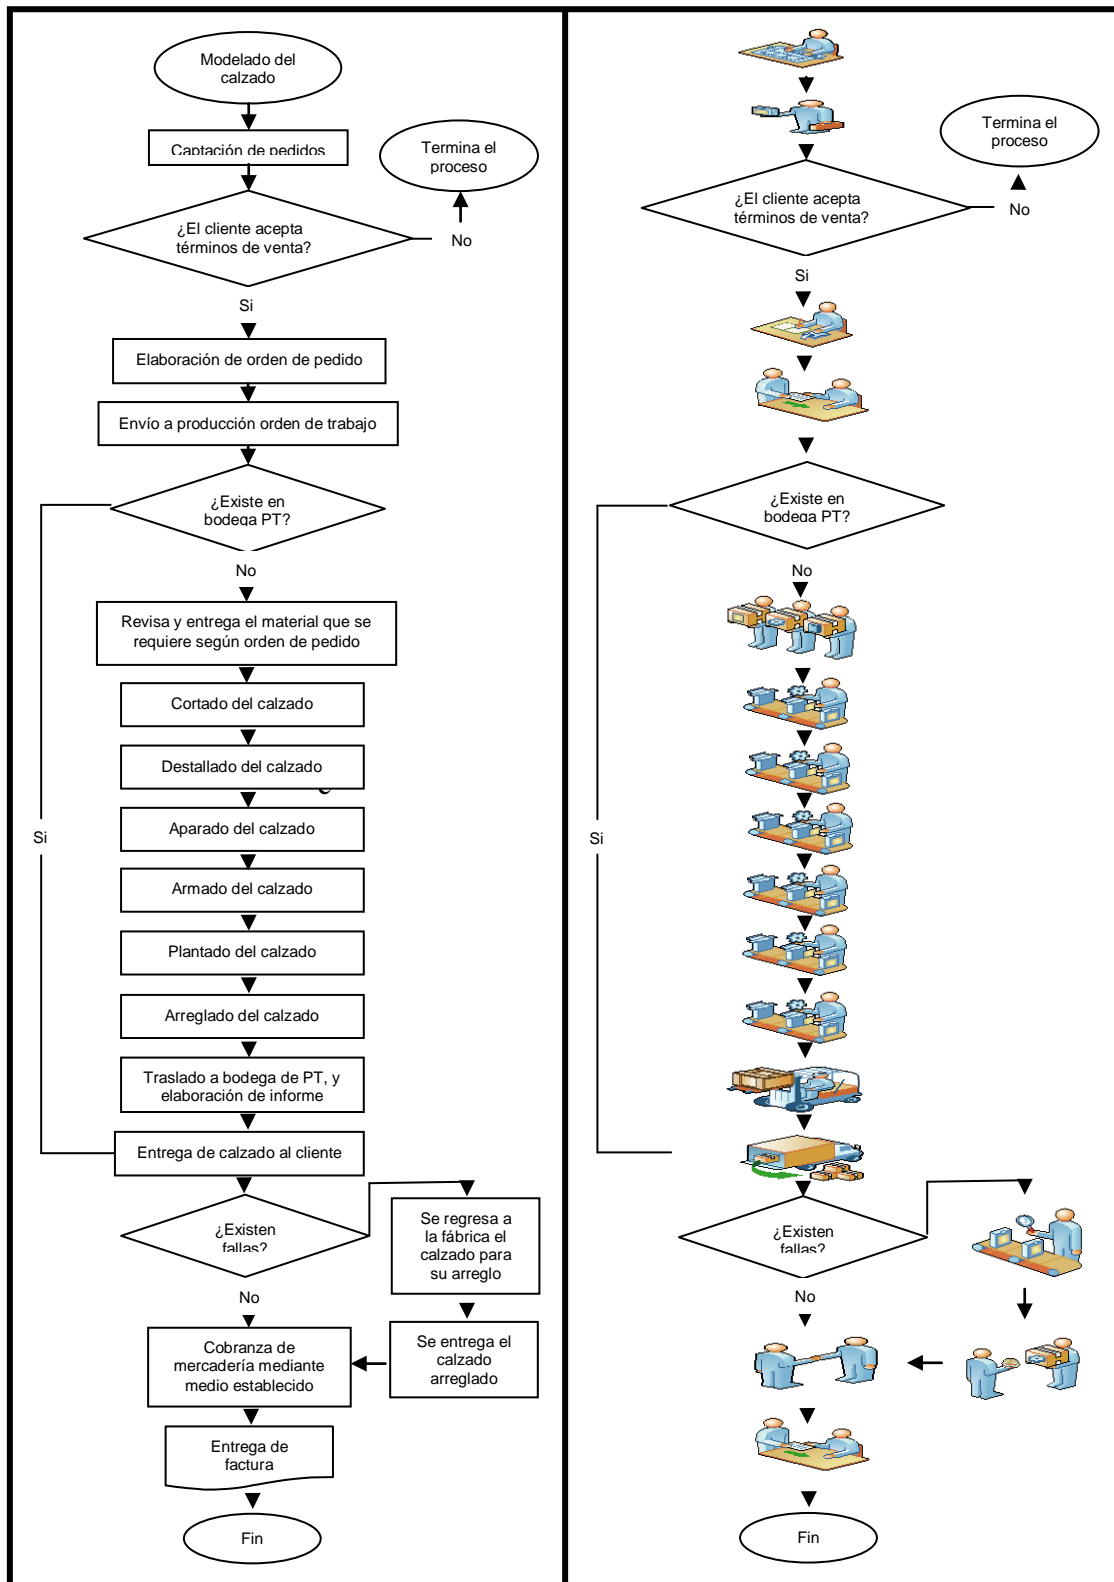 Modelado del
calzado
Captación de pedidos
Termina el
proceso
¿El cliente acepta
términos de venta?
No
Si
Elaboración de orden de pedido
Envío a producción orden de trabajo
¿Existe en
bodega PT?
No
Revisa y entrega el material que se
requiere según orden de pedido
Cortado del calzado
Destallado del calzado
Si
Aparado del calzado
Armado del calzado
Plantado del calzado
Arreglado del calzado
Traslado a bodega de PT, y
elaboración de informe
Entrega de calzado al cliente
¿Existen
fallas?
Se regresa a
la fábrica el
calzado para
su arreglo
No
Cobranza de
mercadería mediante
medio establecido
Se entrega el
calzado
arreglado
Entrega de
factura
Fin
Termina el
proceso
¿El cliente acepta
términos de venta?
No
Si
¿Existe en
bodega PT?
No
Si
¿Existen
fallas?
No
Fin